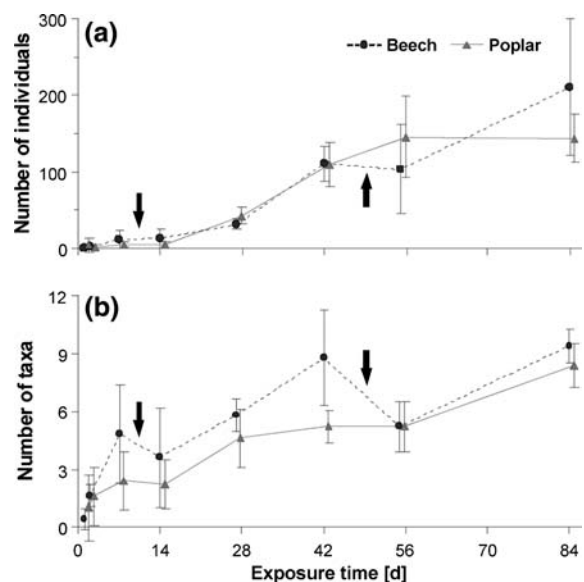 (a)
Beech
Poplar
Number of individuals
300
200
100
0
(b)
Number of taxa
12
9
6
3
0
0 14 28 42 56 70 84
Exposure time [d]